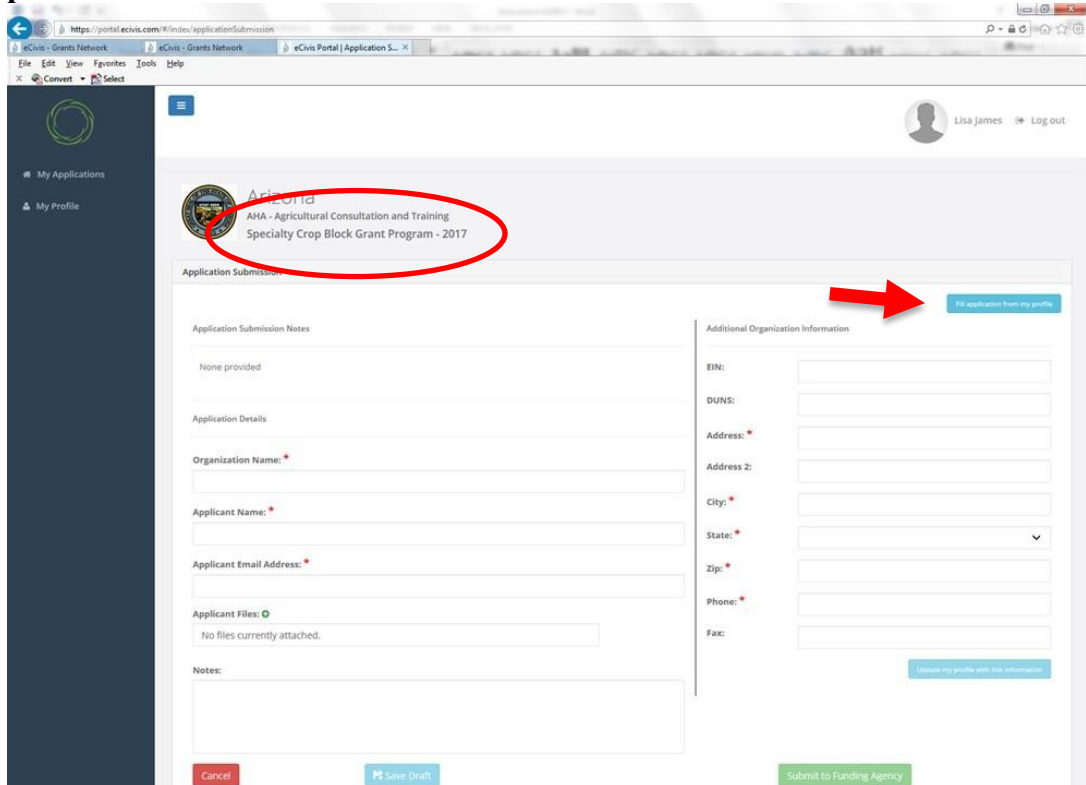 https://portal.ecivis.com/#/index/applicationSubmission
eCivis - Grants Network
eCivis - Grants Network
eCivis Portal | Application S... ×
File Edit View Favorites Tools Help
× Convert Select
Lisa James Log out
My Applications
My Profile
Arizona
AHA - Agricultural Consultation and Training
Specialty Crop Block Grant Program - 2017
Application Submission
Fill application from my profile
Application Submission Notes
None provided
Application Details
Organization Name: *
Applicant Name: *
Applicant Email Address: *
Applicant Files:
No files currently attached.
Notes:
Additional Organization Information
EIN:
DUNS:
Address: *
Address 2:
City: *
State: *
Zip: *
Phone: *
Fax:
Update my profile with this information
Cancel
Save Draft
Submit to Funding Agency